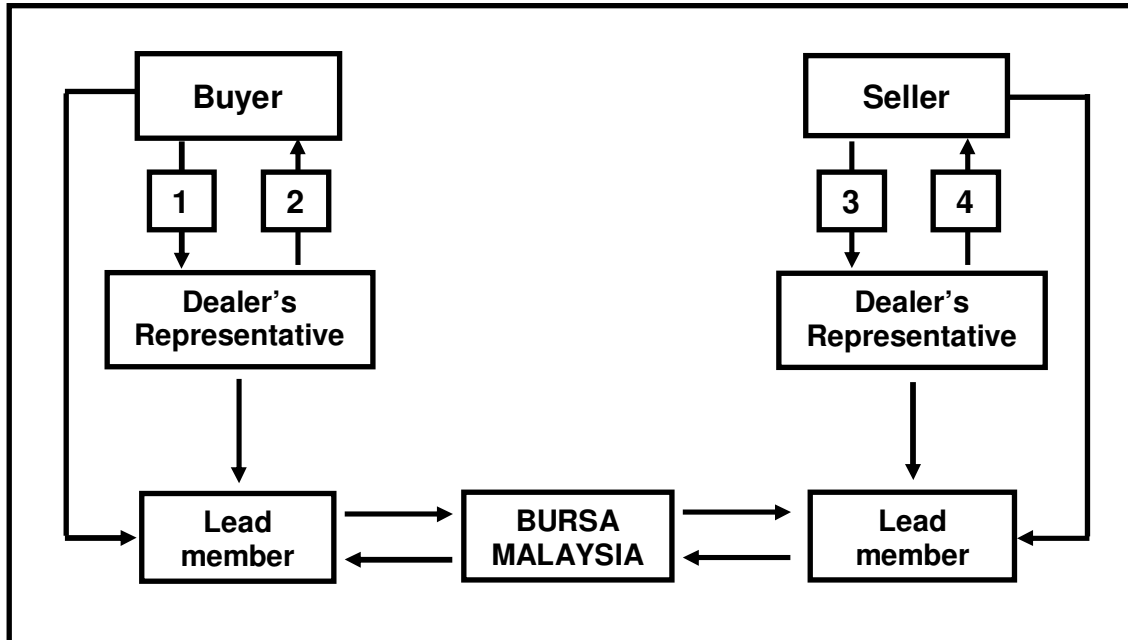 Buyer
Seller
1
2
3
4
Dealer’s
Representative
Dealer’s
Representative
Lead
member
BURSA
MALAYSIA
Lead
member